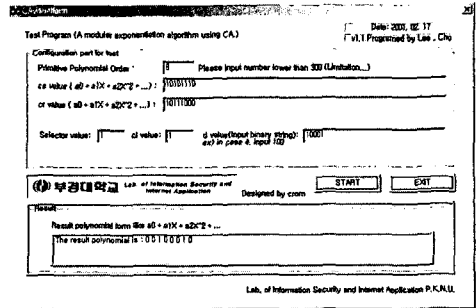 Test Program (A modular exponentiation algorithm using CA.)
Date: 2003, 02, 17
v1.1 Programed by Lee, Cho
Configuration part for test
Primitive Polynomial Order : 8 Please input number lower than 300 (Limitation...)
cs value ( a0 + a1X + a2X^2 + ...) : 10101110
cr value ( a0 + a1X + a2X^2 + ...) : 10111000
Selector value: cl value: 1 d value(Input binary string): 10001
ex) in case 4, input 100
부경대학교 Lab. of Information Security and
Internet Application
Designed by crom
START
EXIT
Result
Result polynomial form like a0 + a1X + a2X^2 + ...
The result polynomial is : 0 0 1 0 0 0 1 0
Lab, of Information Security and Internet Application P.K.N.U.